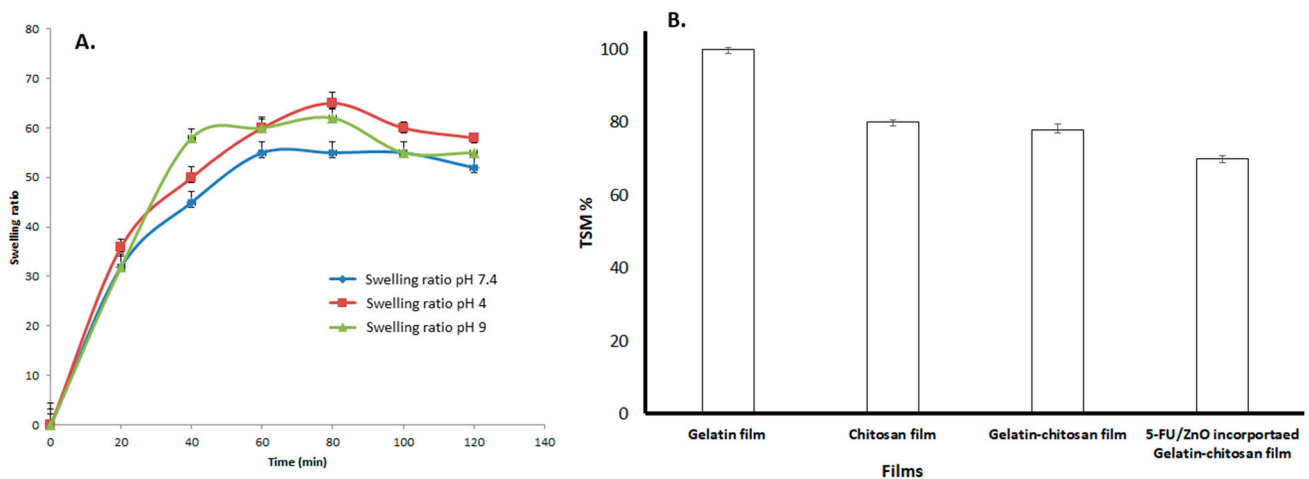 A.
80
70
60
50
40
30
20
10
0
Swelling ratio
0 20 40 60 80 100 120 140
Time (min)
Swelling ratio pH 7.4
Swelling ratio pH 4
Swelling ratio pH 9
B.
100
80
60
40
20
0
TSM %
Gelatin film Chitosan film Gelatin-chitosan film 5-FU/ZnO incorportaed
Gelatin-chitosan film
Films